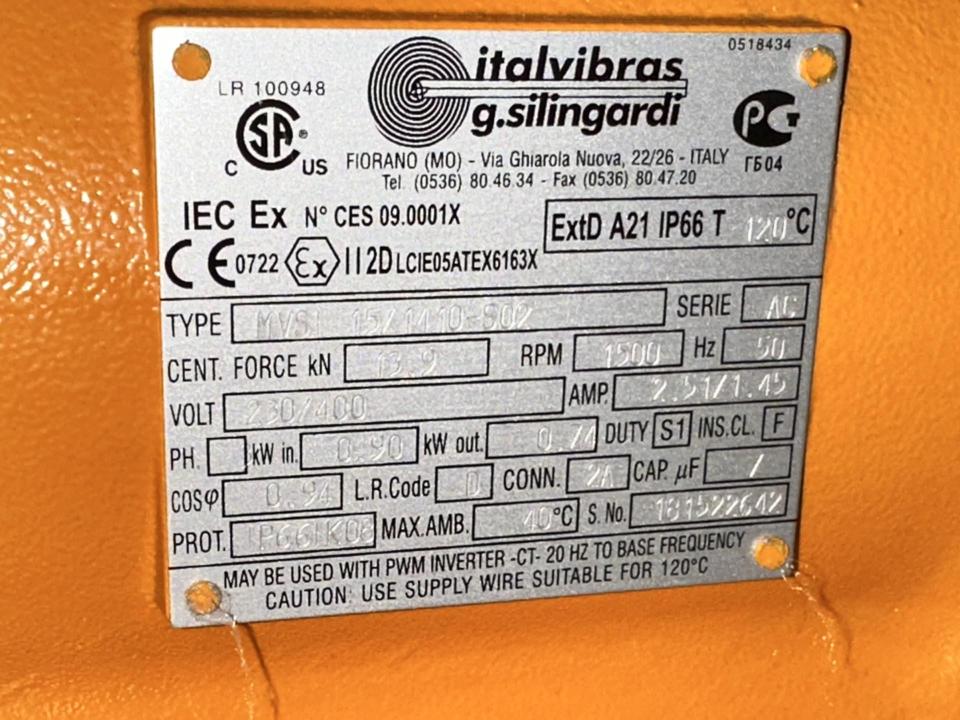 0518434
LR 100948
italvibras
g.silingardi
C SA ® US
PG
ГБ04
FIORANO (MO) - Via Ghiarola Nuova, 22/26 - ITALY
Tel. (0536) 80.46.34 - Fax (0536) 80.47.20
IEC Ex N° CES 09.0001X
ExtD A21 IP66 T 120°C
CE 0722 Ex II 2D LCIE05ATEX6163X
TYPE MVSI 15/1410-S02 SERIE AC
CENT. FORCE kN 13.9 RPM 1500 Hz 50
VOLT 230/400 AMP. 2.51/1.45
PH. kW in. 0.90 kW out. 0.74 DUTY S1 INS.CL. F
COSφ 0.94 L.R.Code D CONN. 2A CAP. µF /
PROT. IP66IK08 MAX.AMB. 40°C S. No. 181522642
MAY BE USED WITH PWM INVERTER -CT- 20 HZ TO BASE FREQUENCY
CAUTION: USE SUPPLY WIRE SUITABLE FOR 120°C